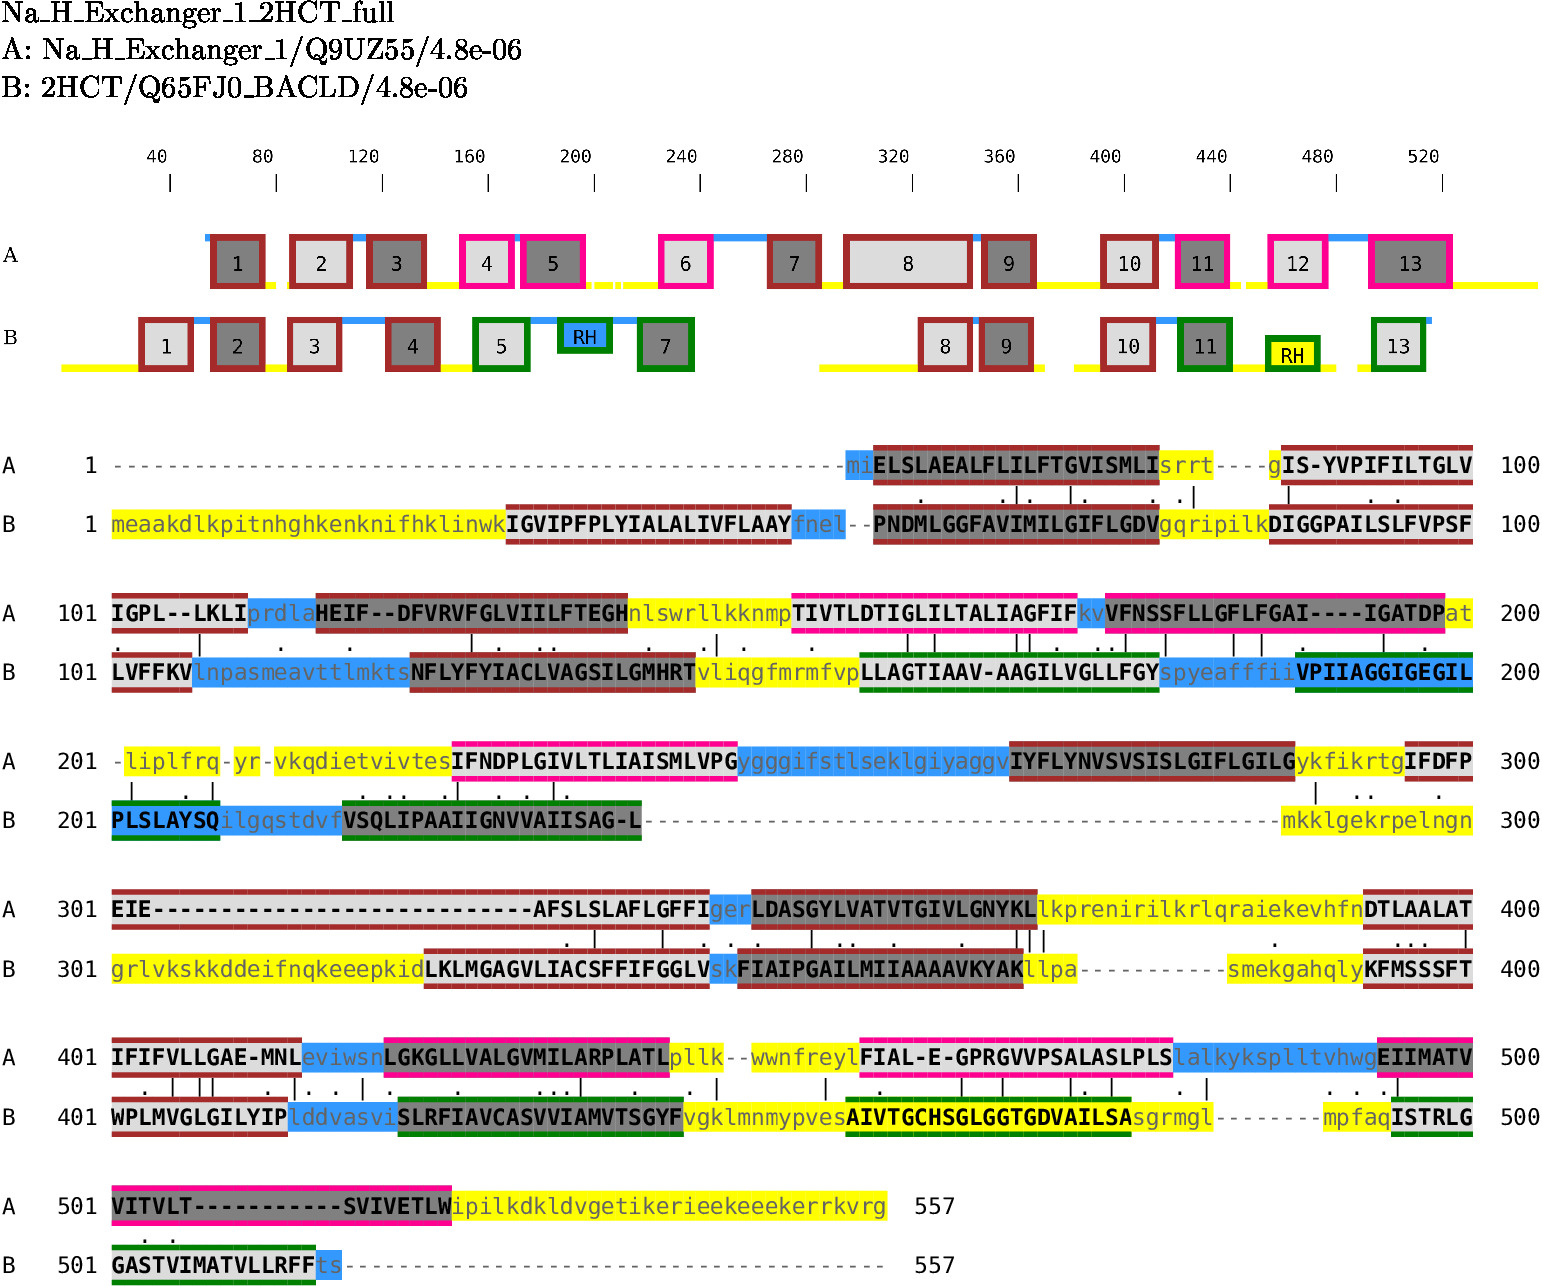 Na_H_Exchanger_1_2HCT_full
A: Na_H_Exchanger_1/Q9UZ55/4.8e-06
B: 2HCT/Q65FJ0_BACLD/4.8e-06
40 80 120 160 200 240 280 320 360 400 440 480 520
A 1 2 3 4 5 6 7 8 9 10 11 12 13
B 1 2 3 4 5 RH 7 8 9 10 11 RH 13
A 1 ------------------------------------------------------miELSLAEALFLILFTGVISMLIsrrt----gIS-YVPIFILTGLV 100
B 1 meaakdlkpitnhghkenknifhklinwkIGVIPFPLYIALALIVFLAAYfnel--PNDMLGGFAVIMILGIFLGDVgqripilkDIGGPAILSLFVPSF 100
A 101 IGPL--LKLIprdlaHEIF--DFVRVFGLVIILFTEGHnlswrllkknmpTIVTLDTIGLILTALIAGFIFkvVFNSSFLLGFLFGAI----IGATDPat 200
B 101 LVFFKVlnpasmeavttlmktsNFLYFYIACLVAGSILGMHRTvliqgfmrmfvpLLAGTIAAV-AAGILVGLLFGYspyeafffiiVPIIAGGIGEGIL 200
A 201 -liplfrq-yr-vkqdietvivtesIFNDPLGIVLTLIAISMLVPGygggifstlseklgiyaggvIYFLYNVSVSISLGIFLGILGykfikrtgIFDFP 300
B 201 PLSLAYSQilgqstdvfVSQLIPAAIIGNVVAIISAG-L-----------------------------------------------mkklgekrpelngn 300
A 301 EIE----------------------------AFSLSLAFLGFFIgerLDASGYLVATVTGIVLGNYKLlkprenirilkrlqraiekevhfnDTLAALAT 400
B 301 grlvkskkddeifnqkeeepkidLKLMGAGVLIACSFFIFGGLVskFIAIPGAILMIIAAAAVKYAKllpa-----------smekgahqlyKFMSSSFT 400
A 401 IFIFVLLGAE-MNLeviwsnLGKGLLVALGVMILARPLATLpllk--wwnfreylFIAL-E-GPRGVVPSALASLPLSlalkyksplltvhwgEIIMATV 500
B 401 WPLMVGLGILYIPlddvasviSLRFIAVCASVVIAMVTSGYFvgklmnmypvesAIVTGCHSGLGGTGDVAILSAsgrmgl--------mpfaqISTRLG 500
A 501 VITVLT-----------SVIVETLWipilkdkldvgetikerieekeeekerrkvrg 557
B 501 GASTVIMATVLLRFFts---------------------------------------- 557